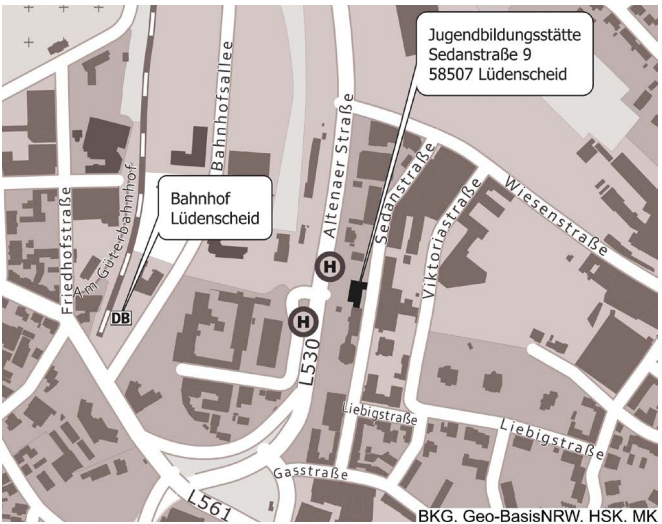 Jugendbildungsstätte
Sedanstraße 9
58507 Lüdenscheid
Bahnhofsallee
Altenaer Straße
Bahnhof
Lüdenscheid
Sedanstraße
Wiesenstraße
Viktoriastraße
Friedhofstraße
Am-Güterbahnhof
H
DB
H
L530
Liebigstraße
Liebigstraße
Gasstraße
L561
BKG, Geo-BasisNRW, HSK, MK